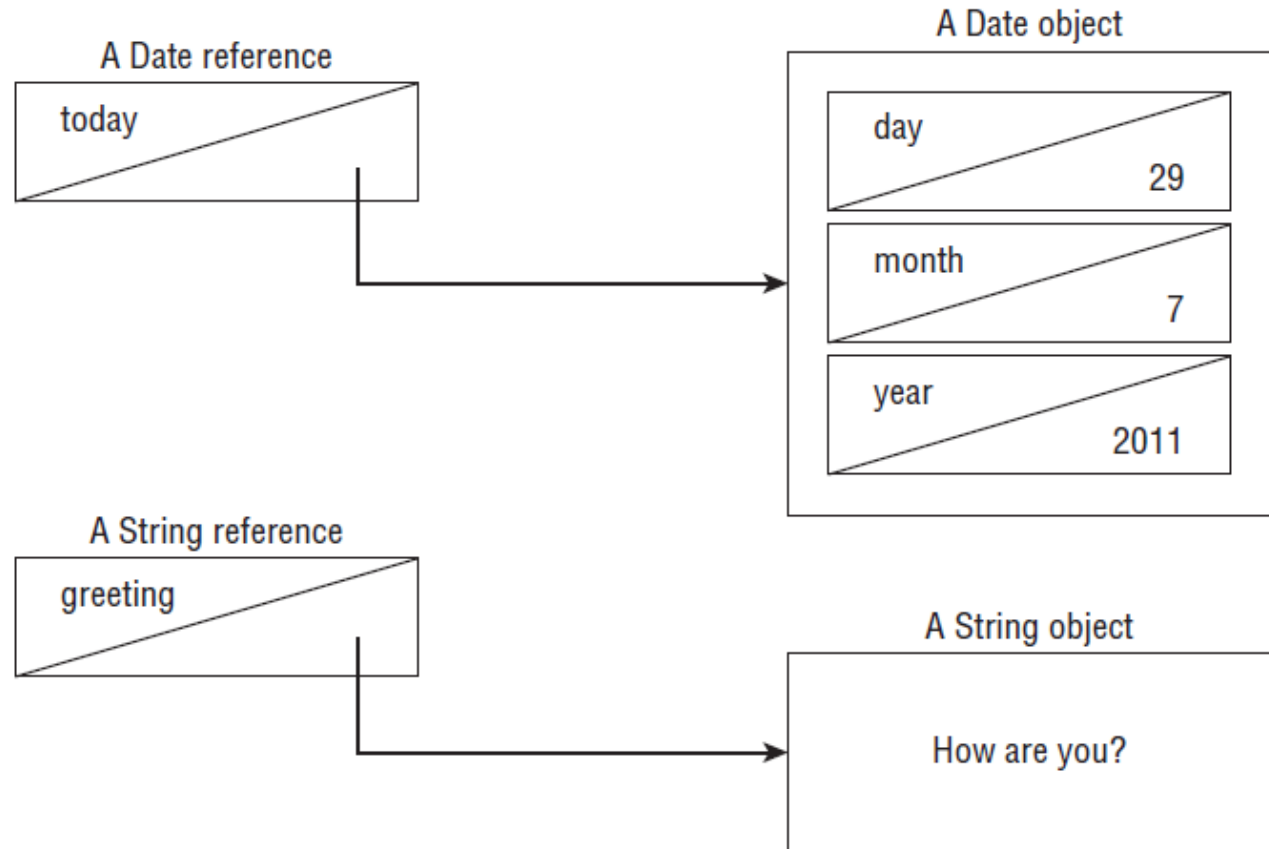 A Date reference
today
A Date object
day
29
month
7
year
2011
A String reference
greeting
A String object
How are you?